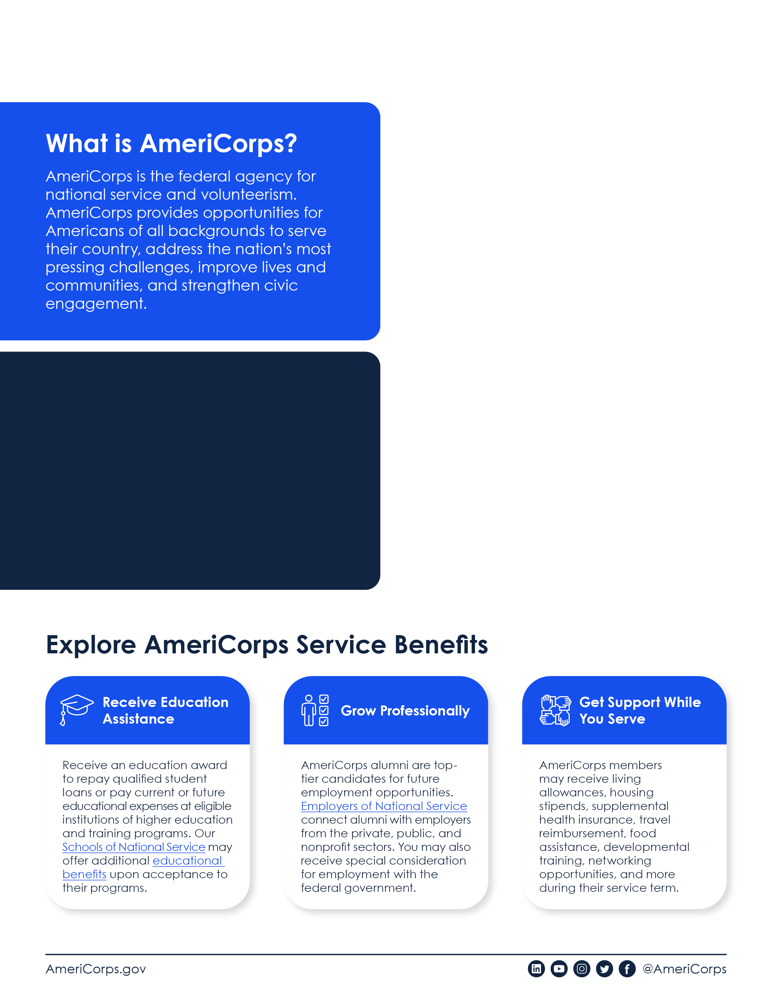 What is AmeriCorps?
AmeriCorps is the federal agency for
national service and volunteerism.
AmeriCorps provides opportunities for
Americans of all backgrounds to serve
their country, address the nation’s most
pressing challenges, improve lives and
communities, and strengthen civic
engagement.
Explore AmeriCorps Service Benefits
Receive Education
Assistance
Receive an education award
to repay qualified student
loans or pay current or future
educational expenses at eligible
institutions of higher education
and training programs. Our
Schools of National Service may
offer additional educational
benefits upon acceptance to
their programs.
Grow Professionally
AmeriCorps alumni are top-
tier candidates for future
employment opportunities.
Employers of National Service
connect alumni with employers
from the private, public, and
nonprofit sectors. You may also
receive special consideration
for employment with the
federal government.
Get Support While
You Serve
AmeriCorps members
may receive living
allowances, housing
stipends, supplemental
health insurance, travel
reimbursement, food
assistance, developmental
training, networking
opportunities, and more
during their service term.
AmeriCorps.gov
@AmeriCorps